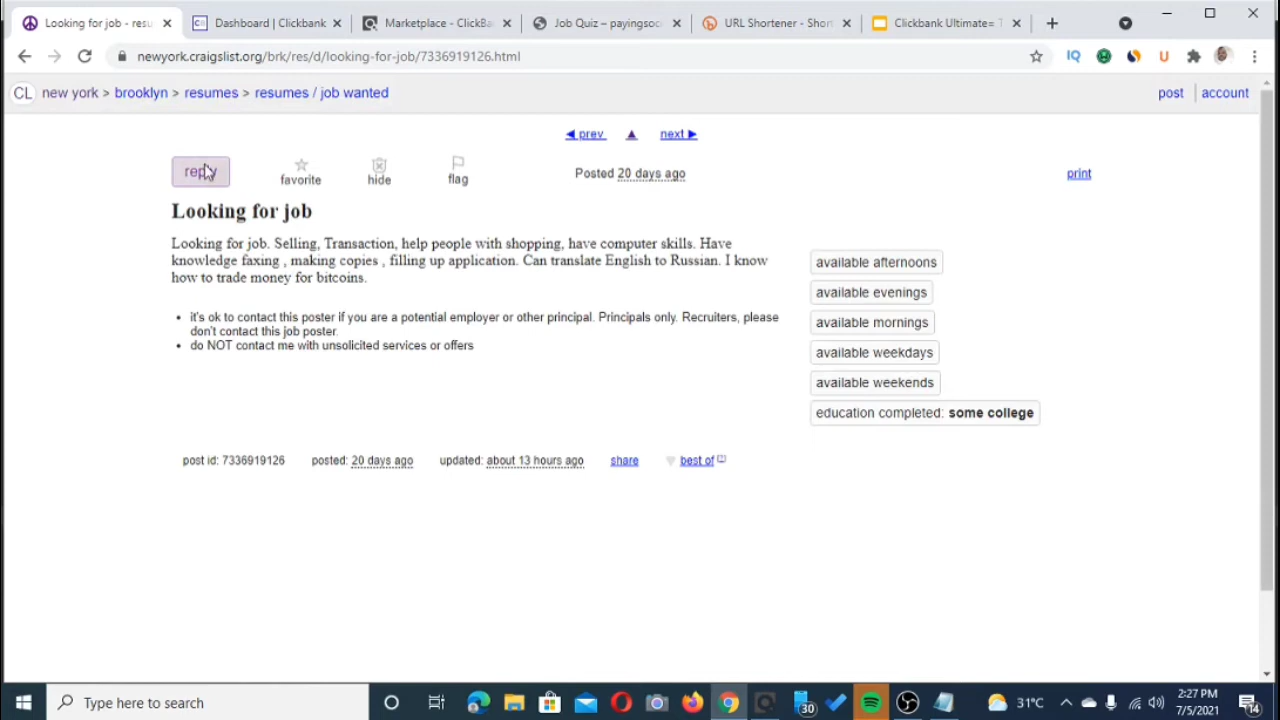 Looking for job - resu
Dashboard | Clickbank
Marketplace - ClickBa
Job Quiz – payingsoc
URL Shortener - Shor
Clickbank Ultimate= T
newyork.craigslist.org/brk/res/d/looking-for-job/7336919126.html
IQ
U
CL new york > brooklyn > resumes > resumes / job wanted
post account
◀ prev ▲ next ▶
reply
favorite
hide
flag
Posted 20 days ago
print
Looking for job
Looking for job. Selling, Transaction, help people with shopping, have computer skills. Have
knowledge faxing , making copies , filling up application. Can translate English to Russian. I know
how to trade money for bitcoins.
• it's ok to contact this poster if you are a potential employer or other principal. Principals only. Recruiters, please
don't contact this job poster.
• do NOT contact me with unsolicited services or offers
available afternoons
available evenings
available mornings
available weekdays
available weekends
education completed: some college
post id: 7336919126 posted: 20 days ago updated: about 13 hours ago share best of [?]
Type here to search
30
31°C
2:27 PM
7/5/2021
14